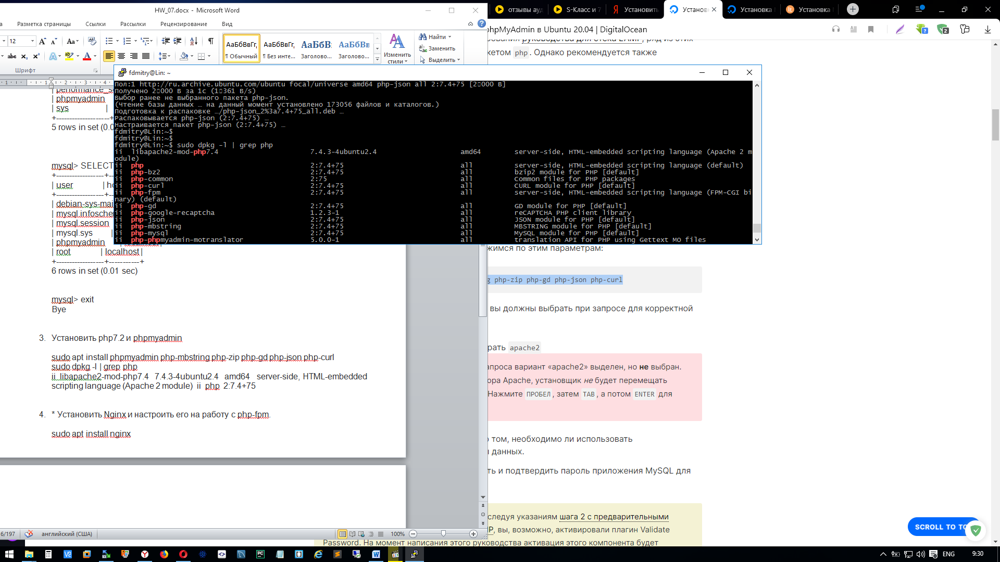 HW_07.docx - Microsoft Word
Разметка страницы Ссылки Рассылки Рецензирование Вид
12
АаБбВвГг АаБбВвГг АаБбВ АаБбВв
¶ Обычный ¶ Без инте... Заголово... Заголово...
Изменить стили
Найти
Заменить
Выделить
Шрифт
| phpmyadmin
| sys |
5 rows in set (0.0
mysql> SELECT
+------------------+--
| user | ho
| debian-sys-mai
| mysql.infoscher
| mysql.session
| mysql.sys
| phpmyadmin
| root | localhost |
+------------------+-----------+
6 rows in set (0.01 sec)
mysql> exit
Bye
3. Установить php7.2 и phpmyadmin
sudo apt install phpmyadmin php-mbstring php-zip php-gd php-json php-curl
sudo dpkg -l | grep php
ii libapache2-mod-php7.4 7.4.3-4ubuntu2.4 amd64 server-side, HTML-embedded
scripting language (Apache 2 module) ii php 2:7.4+75
4. * Установить Nginx и настроить его на работу с php-fpm.
sudo apt install nginx
6/197 английский (США) 100%
fdmitry@Lin: ~
Пол:1 http://ru.archive.ubuntu.com/ubuntu focal/universe amd64 php-json all 2:7.4+75 [2▯000 B]
Получено 2▯000 B за 1с (1▯361 B/s)
Выбор ранее не выбранного пакета php-json.
(Чтение базы данных … на данный момент установлено 173056 файлов и каталогов.)
Подготовка к распаковке …/php-json_2%3a7.4+75_all.deb …
Распаковывается php-json (2:7.4+75) …
Настраивается пакет php-json (2:7.4+75) …
fdmitry@Lin:~$
fdmitry@Lin:~$
fdmitry@Lin:~$ sudo dpkg -l | grep php
ii libapache2-mod-php7.4 7.4.3-4ubuntu2.4 amd64 server-side, HTML-embedded scripting language (Apache 2 m
odule)
ii php 2:7.4+75 all server-side, HTML-embedded scripting language (default)
ii php-bz2 2:7.4+75 all bzip2 module for PHP [default]
ii php-common 2:75 all Common files for PHP packages
ii php-curl 2:7.4+75 all CURL module for PHP [default]
ii php-fpm 2:7.4+75 all server-side, HTML-embedded scripting language (FPM-CGI bi
nary) (default)
ii php-gd 2:7.4+75 all GD module for PHP [default]
ii php-google-recaptcha 1.2.3-1 all reCAPTCHA PHP client library
ii php-json 2:7.4+75 all JSON module for PHP [default]
ii php-mbstring 2:7.4+75 all MBSTRING module for PHP [default]
ii php-mysql 2:7.4+75 all MySQL module for PHP [default]
ii php-phpmyadmin-motranslator 5.0.0-1 all translation API for PHP using Gettext MO files
отзывы ауд S-Класс и 7 Установить Установк Установка Установка
phpMyAdmin в Ubuntu 20.04 | DigitalOcean
руководства для стека LAMP, ряд из этих
кетом php. Однако рекомендуется также
жимся по этим параметрам:
g php-zip php-gd php-json php-curl
вы должны выбрать при запросе для корректной
рать apache2
апроса вариант «apache2» выделен, но не выбран.
ора Apache, установщик не будет перемещать
Нажмите ПРОБЕЛ, затем TAB, а потом ENTER для
о том, необходимо ли использовать
данных.
ть и подтвердить пароль приложения MySQL для
следуя указаниям шага 2 с предварительными
вы, возможно, активировали плагин Validate
Password. На момент написания этого руководства активация этого компонента будет
SCROLL TO TO
ENG 9:30